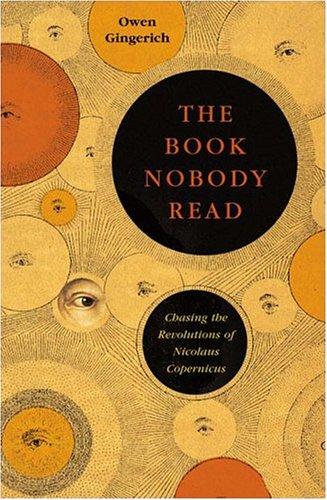 Owen
Gingerich
THE
BOOK
NOBODY
READ
Chasing the
Revolutions of
Nicolaus
Copernicus